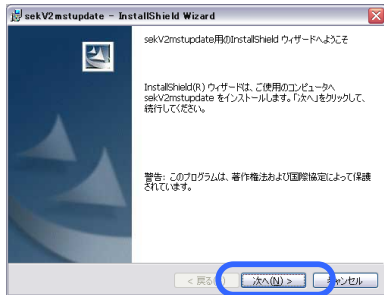 sekV2mstupdate - InstallShield Wizard
sekV2mstupdate用のInstallShield ウィザードへようこそ
InstallShield(R) ウィザードは、ご使用のコンピュータへ
sekV2mstupdate をインストールします。「次へ」をクリックして、
続行してください。
警告: このプログラムは、著作権法および国際協定によって保護
されています。
< 戻る
次へ(N) >
キャンセル